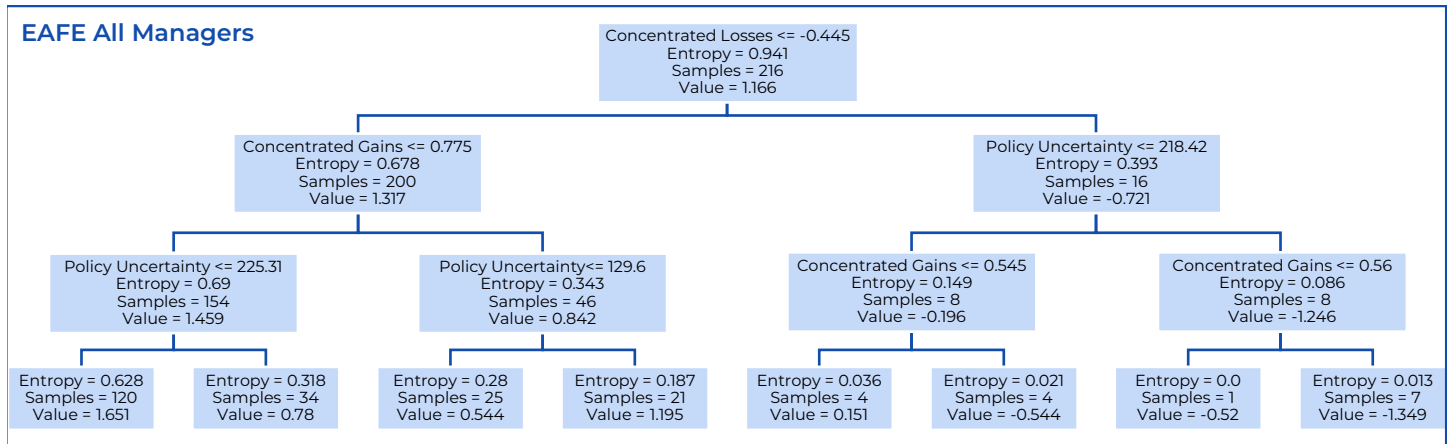 EAFE All Managers
Concentrated Losses <= -0.445
Entropy = 0.941
Samples = 216
Value = 1.166
Concentrated Gains <= 0.775
Entropy = 0.678
Samples = 200
Value = 1.317
Policy Uncertainty <= 218.42
Entropy = 0.393
Samples = 16
Value = -0.721
Policy Uncertainty <= 225.31
Entropy = 0.69
Samples = 154
Value = 1.459
Policy Uncertainty<= 129.6
Entropy = 0.343
Samples = 46
Value = 0.842
Concentrated Gains <= 0.545
Entropy = 0.149
Samples = 8
Value = -0.196
Concentrated Gains <= 0.56
Entropy = 0.086
Samples = 8
Value = -1.246
Entropy = 0.628
Samples = 120
Value = 1.651
Entropy = 0.318
Samples = 34
Value = 0.78
Entropy = 0.28
Samples = 25
Value = 0.544
Entropy = 0.187
Samples = 21
Value = 1.195
Entropy = 0.036
Samples = 4
Value = 0.151
Entropy = 0.021
Samples = 4
Value = -0.544
Entropy = 0.0
Samples = 1
Value = -0.52
Entropy = 0.013
Samples = 7
Value = -1.349